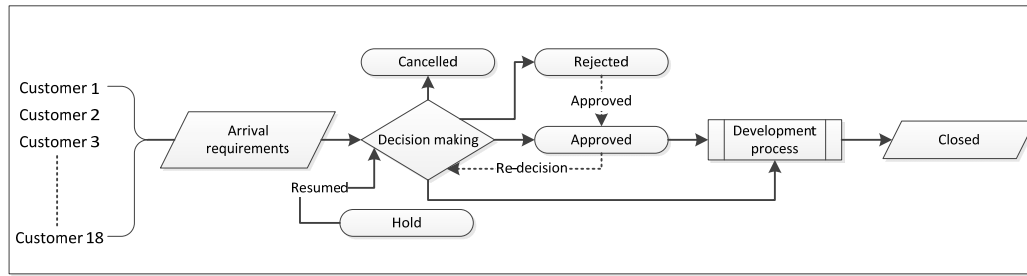 Customer 1
Customer 2
Customer 3
Customer 18
Arrival
requirements
Cancelled
Decision making
Resumed
Hold
Rejected
Approved
Approved
Re-decision
Development
process
Closed